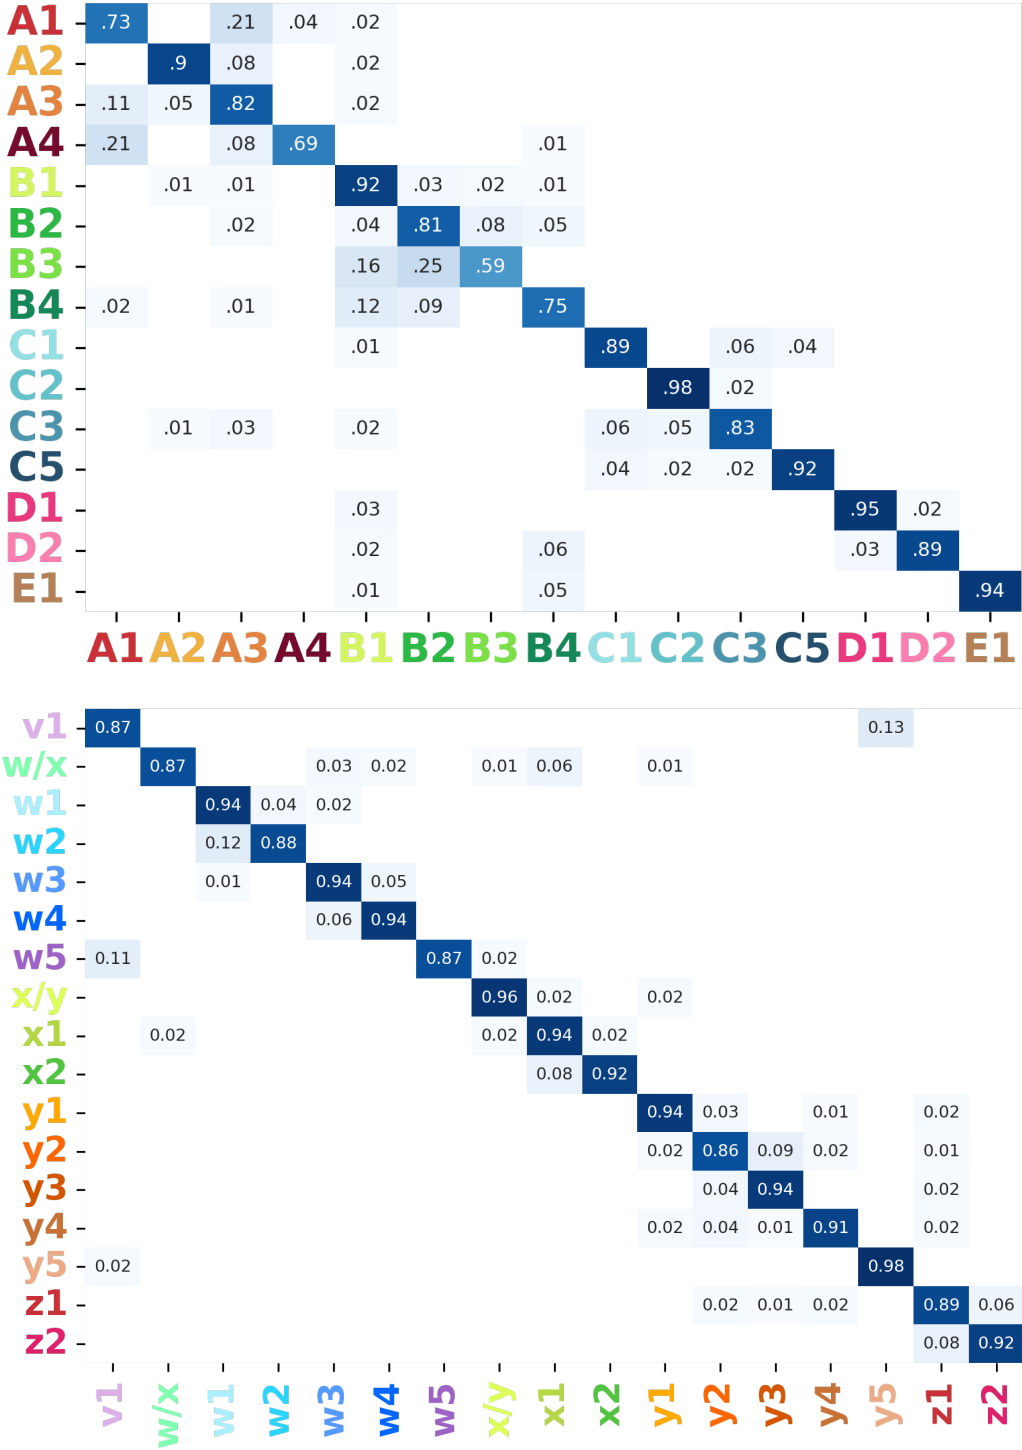 A1 .73 .21 .04 .02
A2 .9 .08 .02
A3 .11 .05 .82 .02
A4 .21 .08 .69 .01
B1 .01 .01 .92 .03 .02 .01
B2 .02 .04 .81 .08 .05
B3 .16 .25 .59
B4 .02 .01 .12 .09 .75
C1 .01 .89 .06 .04
C2 .98 .02
C3 .01 .03 .02 .06 .05 .83
C5 .04 .02 .02 .92
D1 .03 .95 .02
D2 .02 .06 .03 .89
E1 .01 .05 .94
A1 A2 A3 A4 B1 B2 B3 B4 C1 C2 C3 C5 D1 D2 E1
v1 0.87 0.13
w/x 0.87 0.03 0.02 0.01 0.06 0.01
w1 0.94 0.04 0.02
w2 0.12 0.88
w3 0.01 0.94 0.05
w4 0.06 0.94
w5 0.11 0.87 0.02
x/y 0.96 0.02 0.02
x1 0.02 0.02 0.94 0.02
x2 0.08 0.92
y1 0.94 0.03 0.01 0.02
y2 0.02 0.86 0.09 0.02 0.01
y3 0.04 0.94 0.02
y4 0.02 0.04 0.01 0.91 0.02
y5 0.02 0.98
z1 0.02 0.01 0.02 0.89 0.06
z2 0.08 0.92
v1 w/x w1 w2 w3 w4 w5 x/y x1 x2 y1 y2 y3 y4 y5 z1 z2